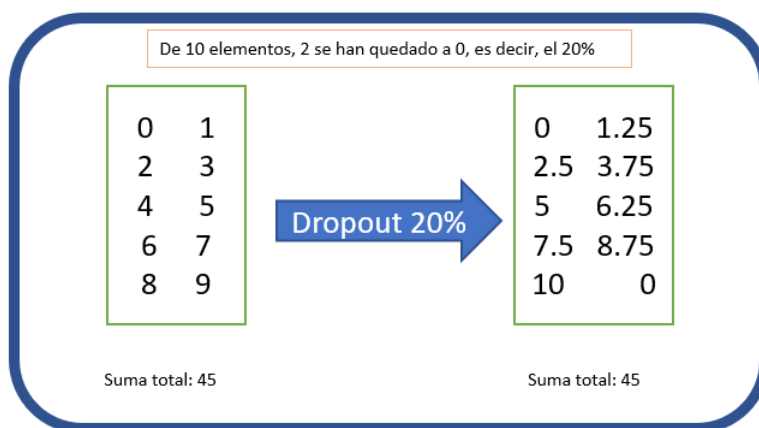 De 10 elementos, 2 se han quedado a 0, es decir, el 20%
0 1
2 3
4 5
6 7
8 9
Dropout 20%
0 1.25
2.5 3.75
5 6.25
7.5 8.75
10 0
Suma total: 45
Suma total: 45